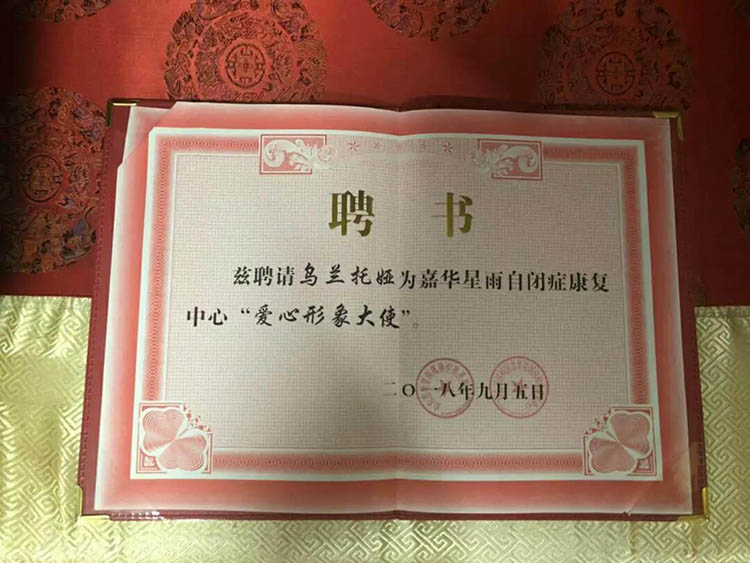 聘 书
兹聘请乌兰托娅为嘉华星雨自闭症康复
中心“爱心形象大使”。
二〇一八年九月五日